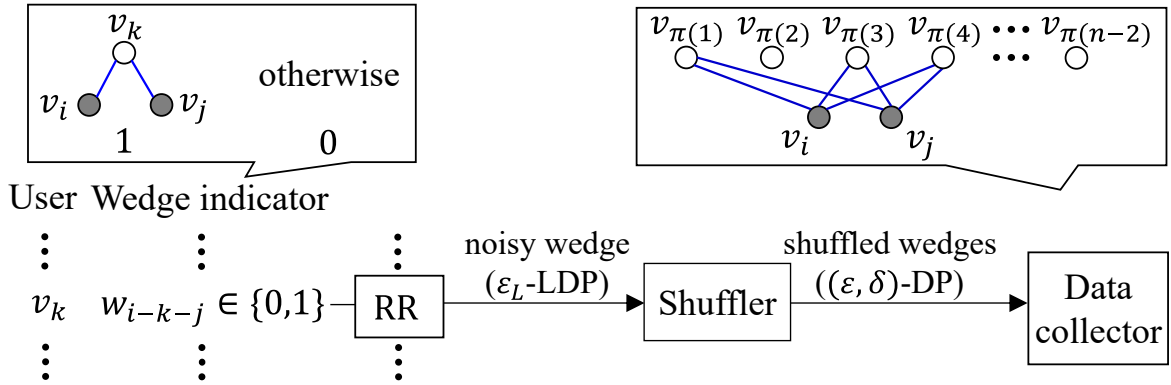 v_k
otherwise
v_i v_j
1 0
v_π(1) v_π(2) v_π(3) v_π(4) ⋯ v_π(n−2)
⋯
v_i v_j
User Wedge indicator
⋮ ⋮ ⋮
noisy wedge
(ε_L-LDP)
shuffled wedges
((ε, δ)-DP)
v_k w_{i−k−j} ∈ {0,1} RR Shuffler Data
collector
⋮ ⋮ ⋮